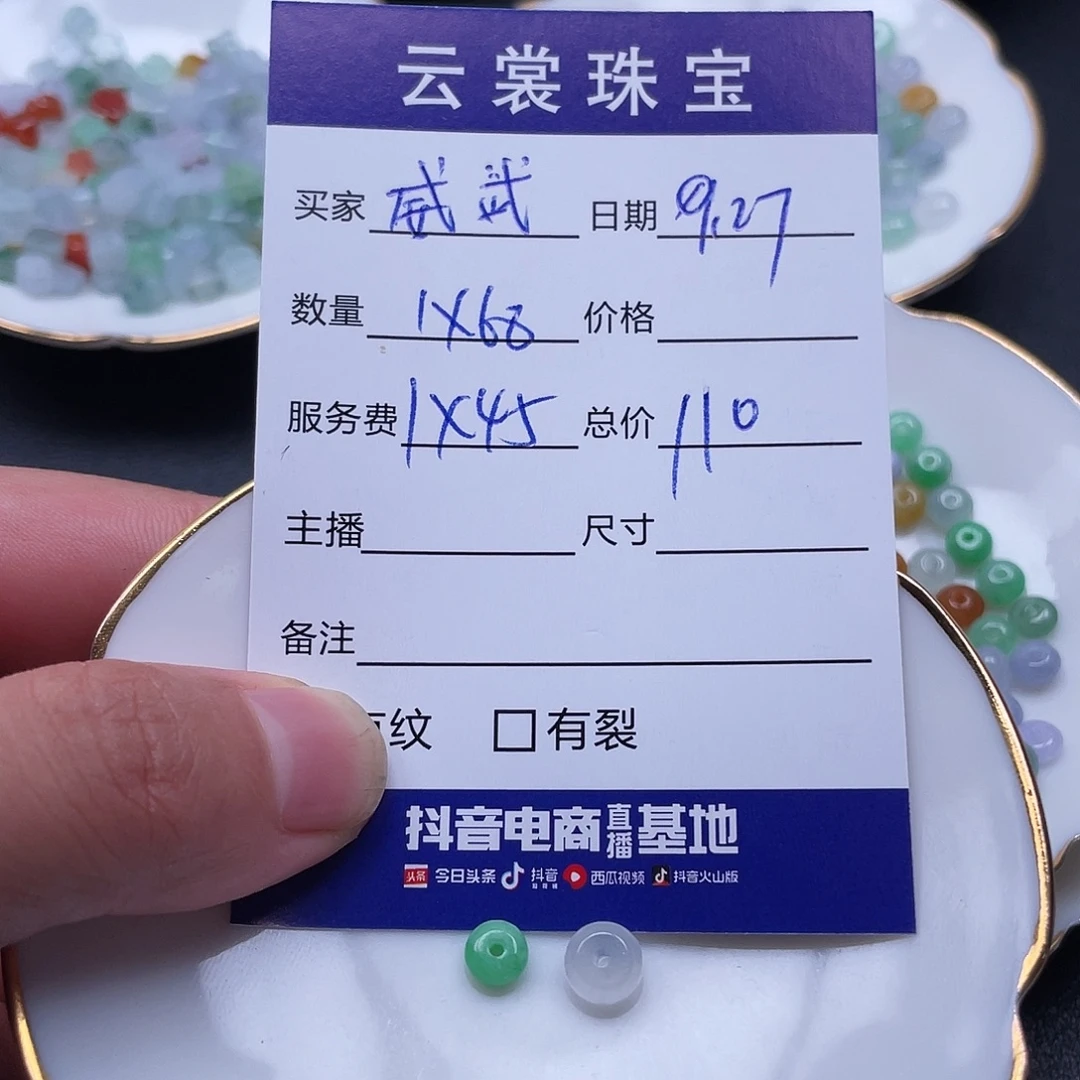 云裳珠宝
买家 威武 日期 9.27
数量 1X68 价格
服务费 1X45 总价 110
主播 尺寸
备注
纹 □有裂
抖音电商直播基地
头条 今日头条 抖音 西瓜视频 抖音火山版